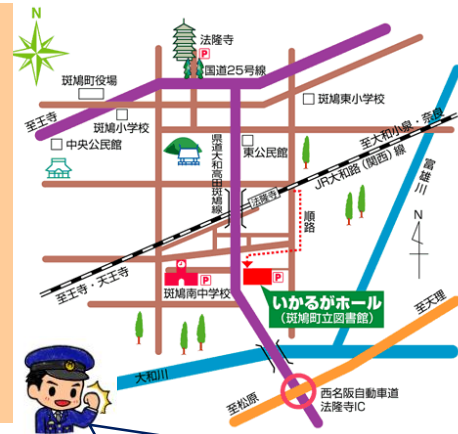 N
法隆寺
P
国道25号線
斑鳩町役場
斑鳩東小学校
至王寺
斑鳩小学校
中央公民館
東公民館
至大和小泉・奈良
県道大和高田斑鳩線
JR大和路(関西)線
富雄川
法隆寺
順路
N
至王寺・天王寺
P
P
斑鳩南中学校
いかるがホール
(斑鳩町立図書館)
至天理
大和川
西名阪自動車道
法隆寺IC
至松原